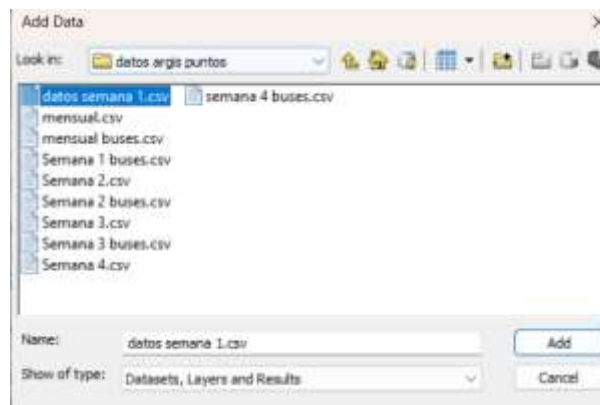 Add Data
Look in: datos argis puntos
datos semana 1.csv semana 4 buses.csv
mensual.csv
mensual buses.csv
Semana 1 buses.csv
Semana 2.csv
Semana 2 buses.csv
Semana 3.csv
Semana 3 buses.csv
Semana 4.csv
Name: datos semana 1.csv Add
Show of type: Datasets, Layers and Results Cancel